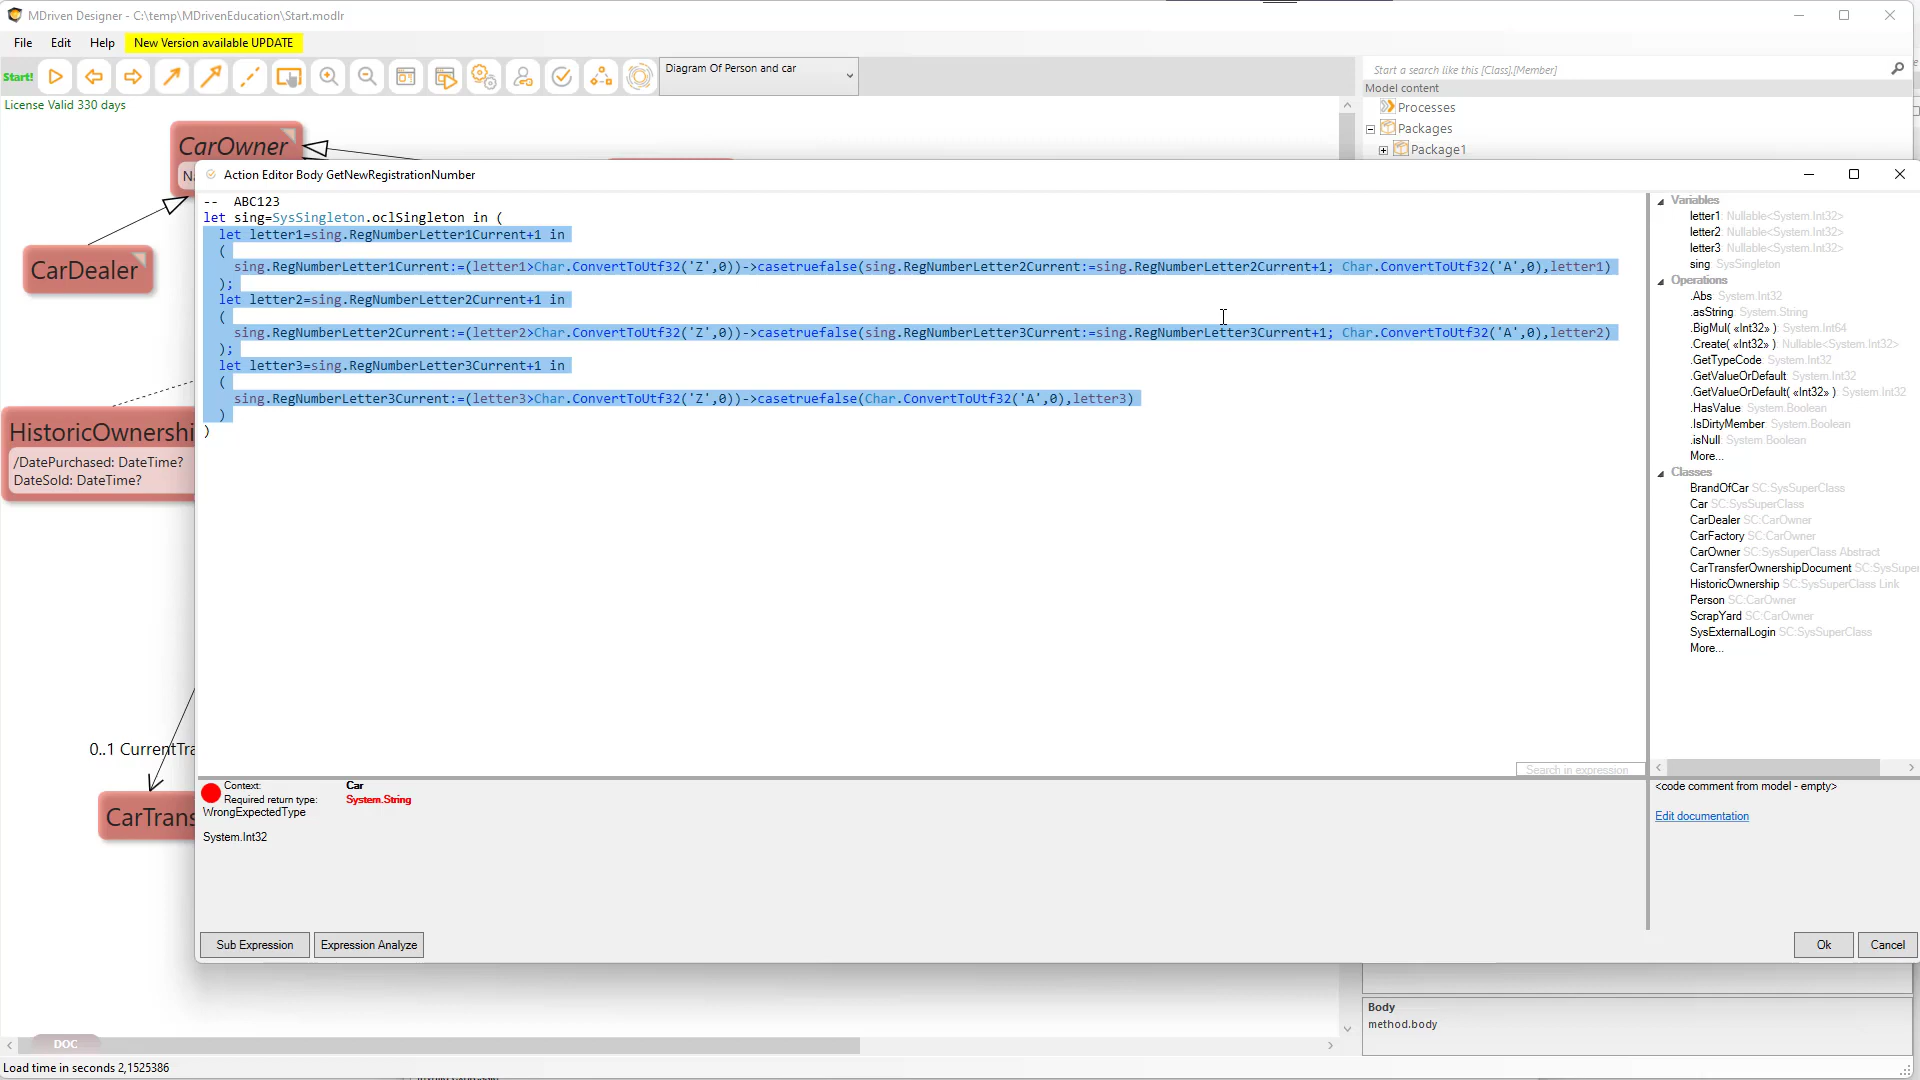 MDriven Designer - C:\temp\MDrivenEducation\Start.modlr
File Edit Help New Version available UPDATE
Start!
Diagram Of Person and car
Start a search like this [Class].[Member]
Model content
License Valid 330 days
Processes
Packages
Package1
CarOwner
CarDealer
HistoricOwnershi
/DatePurchased: DateTime?
DateSold: DateTime?
0..1 CurrentTra
CarTrans
Action Editor Body GetNewRegistrationNumber
-- ABC123
let sing=SysSingleton.oclSingleton in (
let letter1=sing.RegNumberLetter1Current+1 in
(
sing.RegNumberLetter1Current:=(letter1>Char.ConvertToUtf32('Z',0))->casetruefalse(sing.RegNumberLetter2Current:=sing.RegNumberLetter2Current+1; Char.ConvertToUtf32('A',0),letter1)
);
let letter2=sing.RegNumberLetter2Current+1 in
(
sing.RegNumberLetter2Current:=(letter2>Char.ConvertToUtf32('Z',0))->casetruefalse(sing.RegNumberLetter3Current:=sing.RegNumberLetter3Current+1; Char.ConvertToUtf32('A',0),letter2)
);
let letter3=sing.RegNumberLetter3Current+1 in
(
sing.RegNumberLetter3Current:=(letter3>Char.ConvertToUtf32('Z',0))->casetruefalse(Char.ConvertToUtf32('A',0),letter3)
)
)
Search in expression
Variables
letter1 Nullable<System.Int32>
letter2 Nullable<System.Int32>
letter3 Nullable<System.Int32>
sing SysSingleton
Operations
.Abs System.Int32
.asString System.String
.BigMul( «Int32» ) System.Int64
.Create( «Int32» ) Nullable<System.Int32>
.GetTypeCode System.Int32
.GetValueOrDefault System.Int32
.GetValueOrDefault( «Int32» ) System.Int32
.HasValue System.Boolean
.IsDirtyMember System.Boolean
.isNull System.Boolean
More...
Classes
BrandOfCar SC:SysSuperClass
Car SC:SysSuperClass
CarDealer SC:CarOwner
CarFactory SC:CarOwner
CarOwner SC:SysSuperClass Abstract
CarTransferOwnershipDocument SC:SysSuper
HistoricOwnership SC:SysSuperClass Link
Person SC:CarOwner
ScrapYard SC:CarOwner
SysExternalLogin SC:SysSuperClass
More...
Context: Car
Required return type: System.String
WrongExpectedType
System.Int32
<code comment from model - empty>
Edit documentation
Sub Expression Expression Analyze
Ok Cancel
Body
method.body
DOC
Load time in seconds 2,1525386